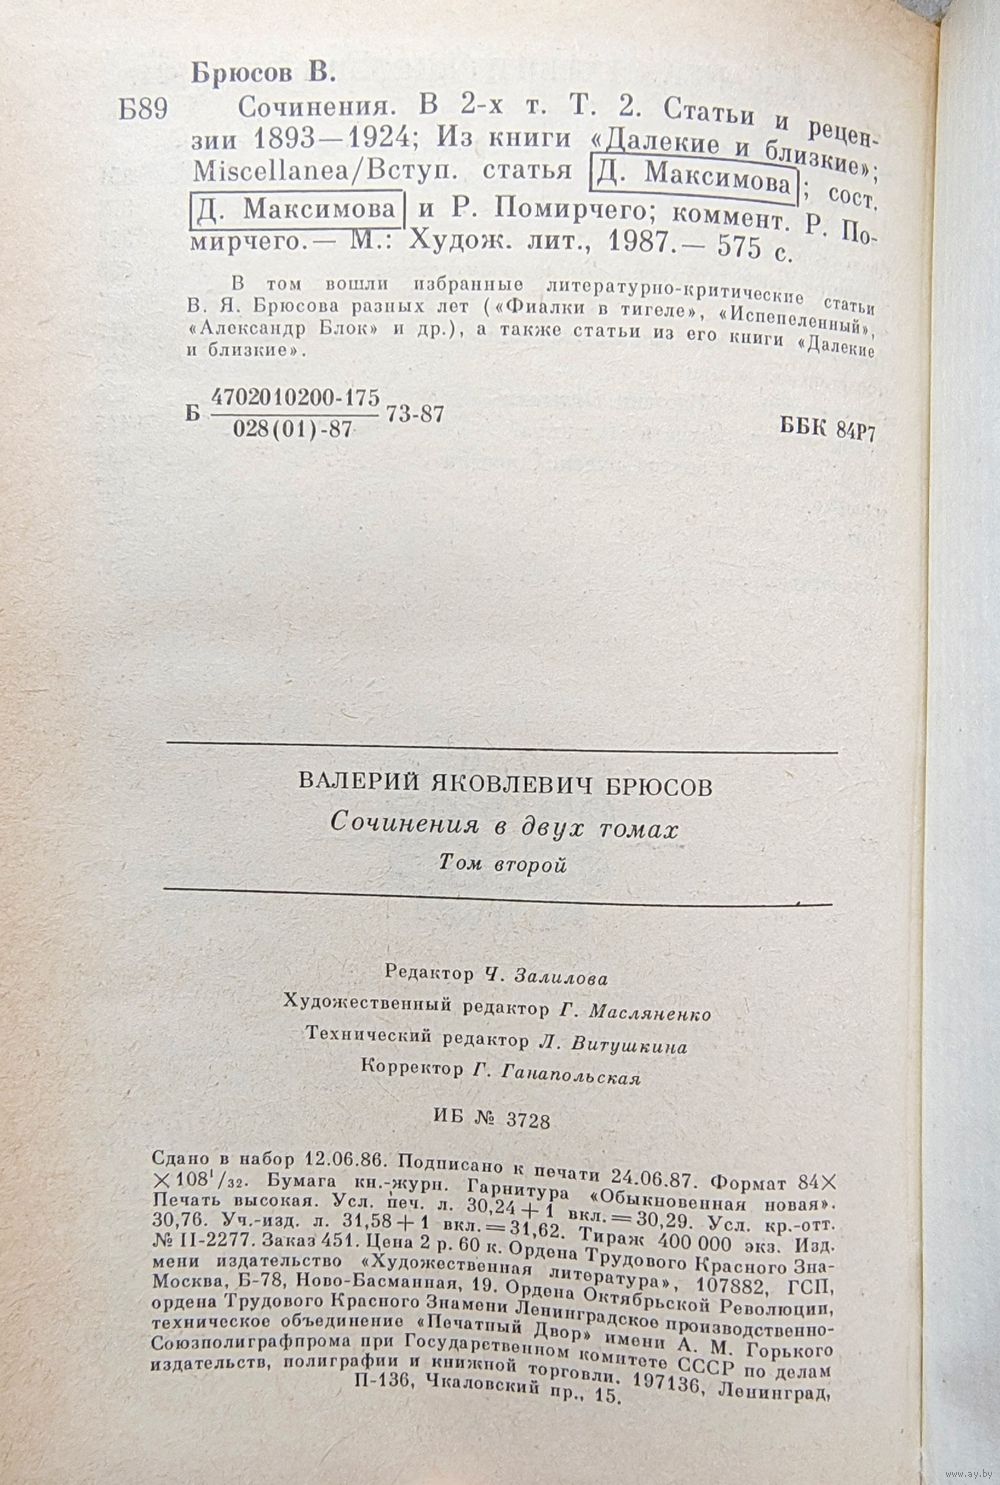 Брюсов В.
Б89 Сочинения. В 2-х т. Т. 2. Статьи и рецен-
зии 1893—1924; Из книги «Далекие и близкие»;
Miscellanea/Вступ. статья Д. Максимова; сост.
Д. Максимова и Р. Помирчего; коммент. Р. По-
мирчего.— М.: Худож. лит., 1987.— 575 с.
В том вошли избранные литературно-критические статьи
В. Я. Брюсова разных лет («Фиалки в тигеле», «Испепеленный»,
«Александр Блок» и др.), а также статьи из его книги «Далекие
и близкие».
Б 4702010200-175 / 028(01)-87 73-87
ББК 84Р7
ВАЛЕРИЙ ЯКОВЛЕВИЧ БРЮСОВ
Сочинения в двух томах
Том второй
Редактор Ч. Залилова
Художественный редактор Г. Масляненко
Технический редактор Л. Витушкина
Корректор Г. Ганапольская
ИБ № 3728
Сдано в набор 12.06.86. Подписано к печати 24.06.87. Формат 84×
×108¹/₃₂. Бумага кн.-журн. Гарнитура «Обыкновенная новая».
Печать высокая. Усл. печ. л. 30,24+1 вкл.=30,29. Усл. кр.-отт.
30,76. Уч.-изд. л. 31,58+1 вкл.=31,62. Тираж 400 000 экз. Изд.
№ II-2277. Заказ 451. Цена 2 р. 60 к. Ордена Трудового Красного Зна-
мени издательство «Художественная литература», 107882, ГСП,
Москва, Б-78, Ново-Басманная, 19. Ордена Октябрьской Революции,
ордена Трудового Красного Знамени Ленинградское производственно-
техническое объединение «Печатный Двор» имени А. М. Горького
Союзполиграфпрома при Государственном комитете СССР по делам
издательств, полиграфии и книжной торговли. 197136, Ленинград,
П-136, Чкаловский пр., 15.
www.ay.by